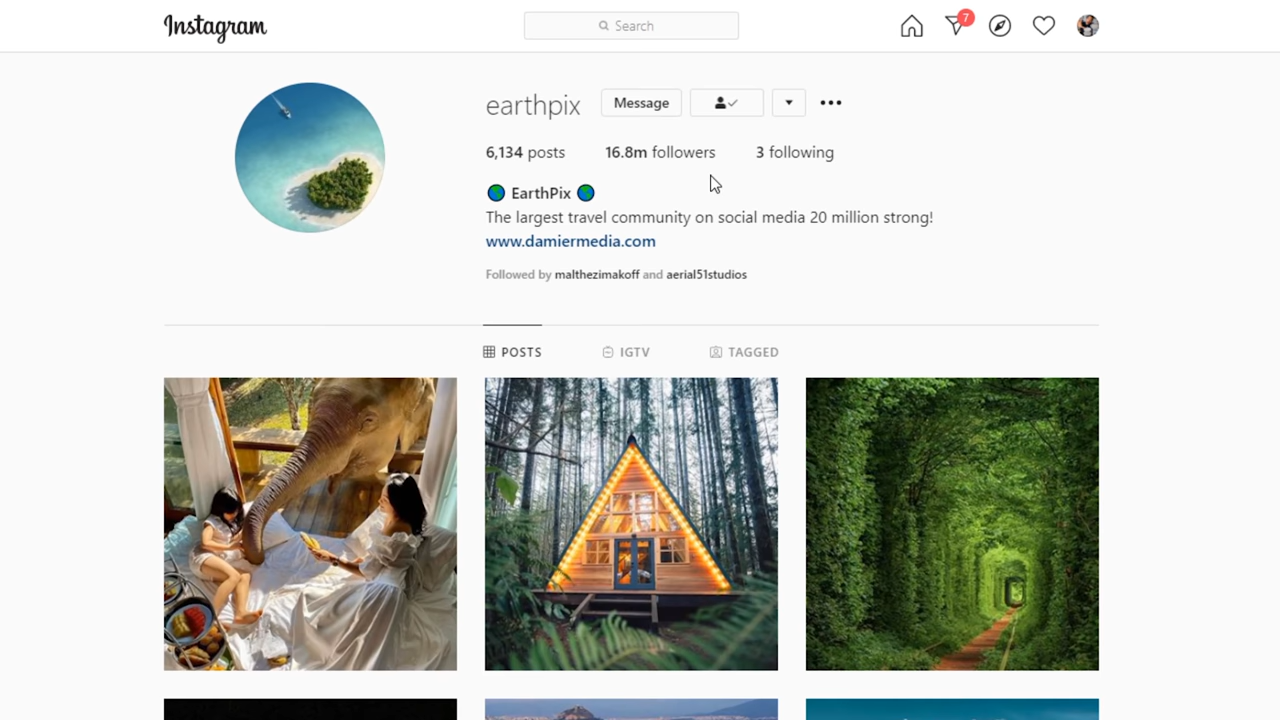 Instagram
Search
7
earthpix Message
6,134 posts 16.8m followers 3 following
EarthPix
The largest travel community on social media 20 million strong!
www.damiermedia.com
Followed by malthezimakoff and aerial51studios
POSTS IGTV TAGGED